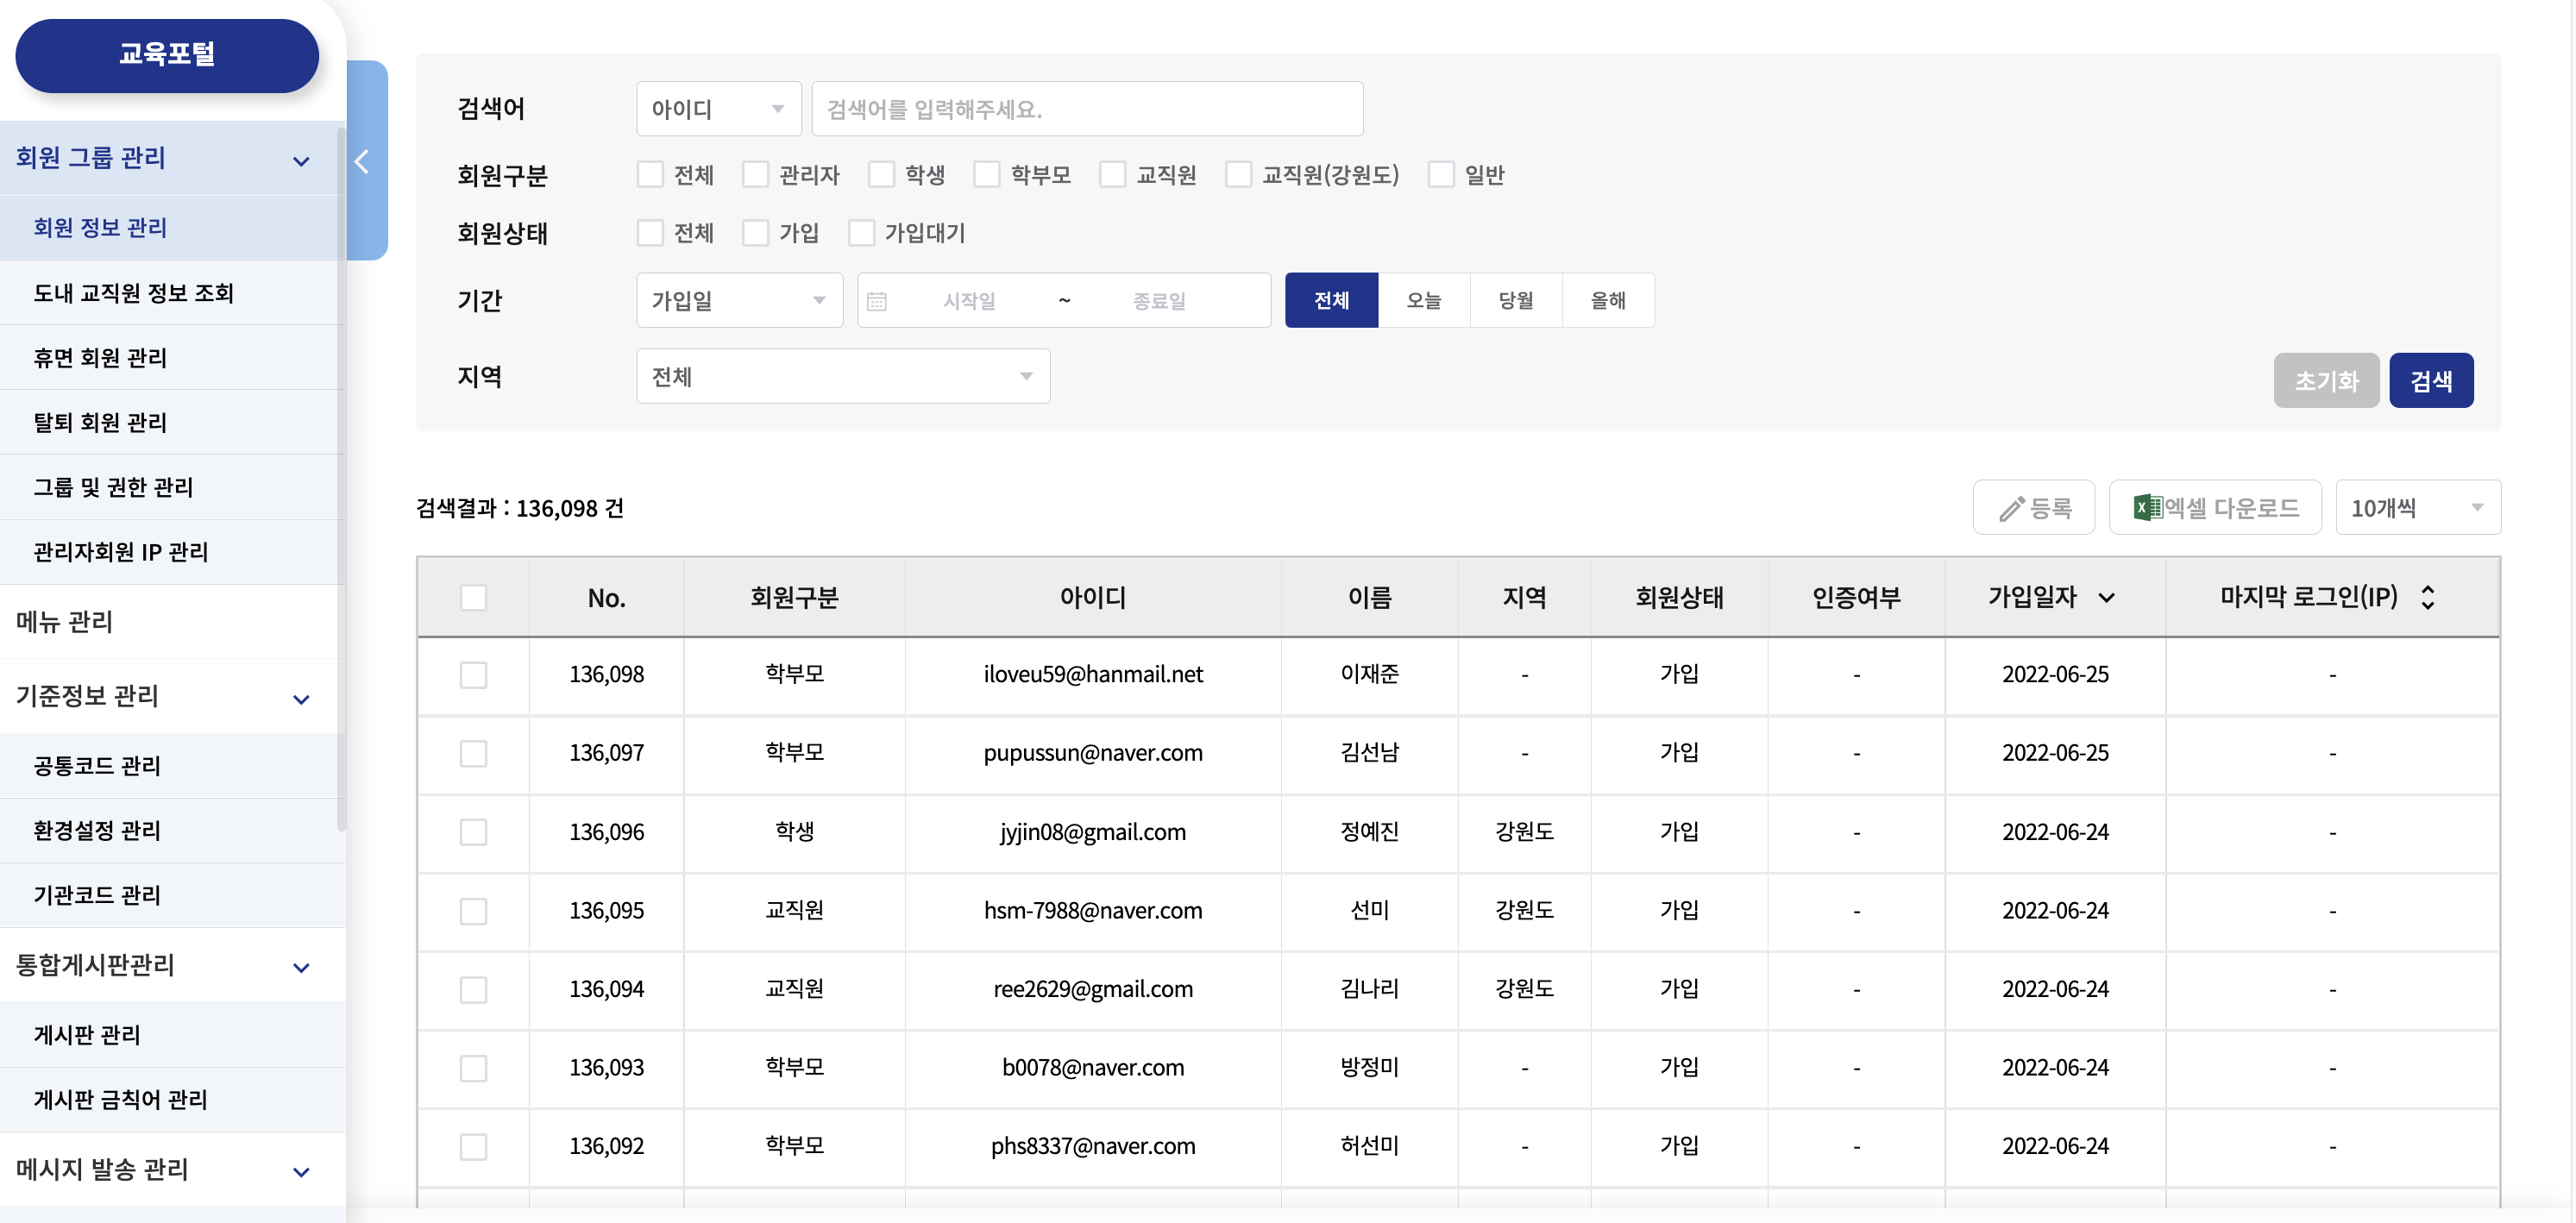 교육포털
회원 그룹 관리
회원 정보 관리
도내 교직원 정보 조회
휴면 회원 관리
탈퇴 회원 관리
그룹 및 권한 관리
관리자회원 IP 관리
메뉴 관리
기준정보 관리
공통코드 관리
환경설정 관리
기관코드 관리
통합게시판관리
게시판 관리
게시판 금칙어 관리
메시지 발송 관리
검색어 아이디 검색어를 입력해주세요.
회원구분 전체 관리자 학생 학부모 교직원 교직원(강원도) 일반
회원상태 전체 가입 가입대기
기간 가입일 시작일 ~ 종료일 전체 오늘 당월 올해
지역 전체 초기화 검색
검색결과 : 136,098 건 등록 엑셀 다운로드 10개씩
No. 회원구분 아이디 이름 지역 회원상태 인증여부 가입일자 마지막 로그인(IP)
136,098 학부모 iloveu59@hanmail.net 이재준 - 가입 - 2022-06-25 -
136,097 학부모 pupussun@naver.com 김선남 - 가입 - 2022-06-25 -
136,096 학생 jyjin08@gmail.com 정예진 강원도 가입 - 2022-06-24 -
136,095 교직원 hsm-7988@naver.com 선미 강원도 가입 - 2022-06-24 -
136,094 교직원 ree2629@gmail.com 김나리 강원도 가입 - 2022-06-24 -
136,093 학부모 b0078@naver.com 방정미 - 가입 - 2022-06-24 -
136,092 학부모 phs8337@naver.com 허선미 - 가입 - 2022-06-24 -